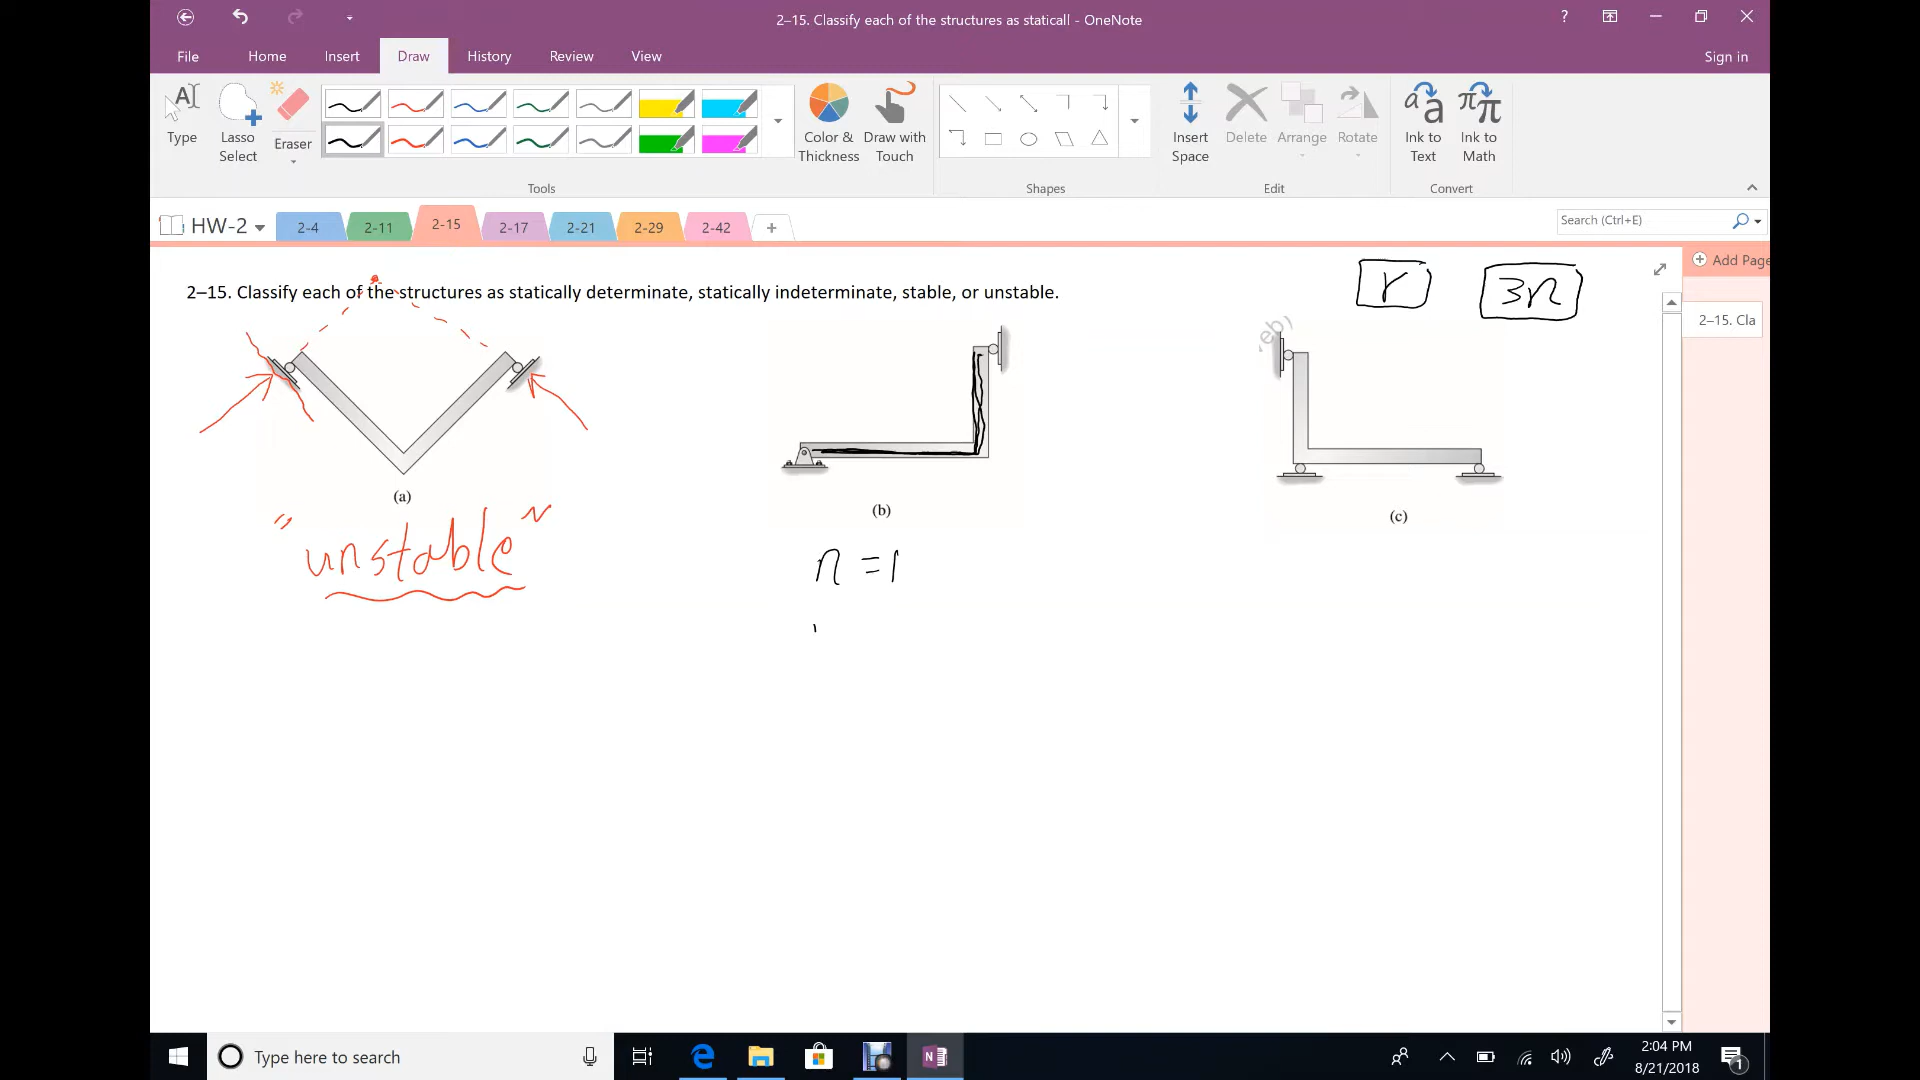 2–15. Classify each of the structures as staticall - OneNote
?
File
Home
Insert
Draw
History
Review
View
Sign in
Type
Lasso Select
Eraser
Color & Thickness
Draw with Touch
Insert Space
Delete
Arrange
Rotate
Ink to Text
Ink to Math
Tools
Shapes
Edit
Convert
HW-2
2-4
2-11
2-15
2-17
2-21
2-29
2-42
+
Search (Ctrl+E)
Add Page
2–15. Cla
2–15. Classify each of the structures as statically determinate, statically indeterminate, stable, or unstable.
r
3n
eb)
(a)
(b)
(c)
"unstable"
n = 1
Type here to search
2:04 PM
8/21/2018
1